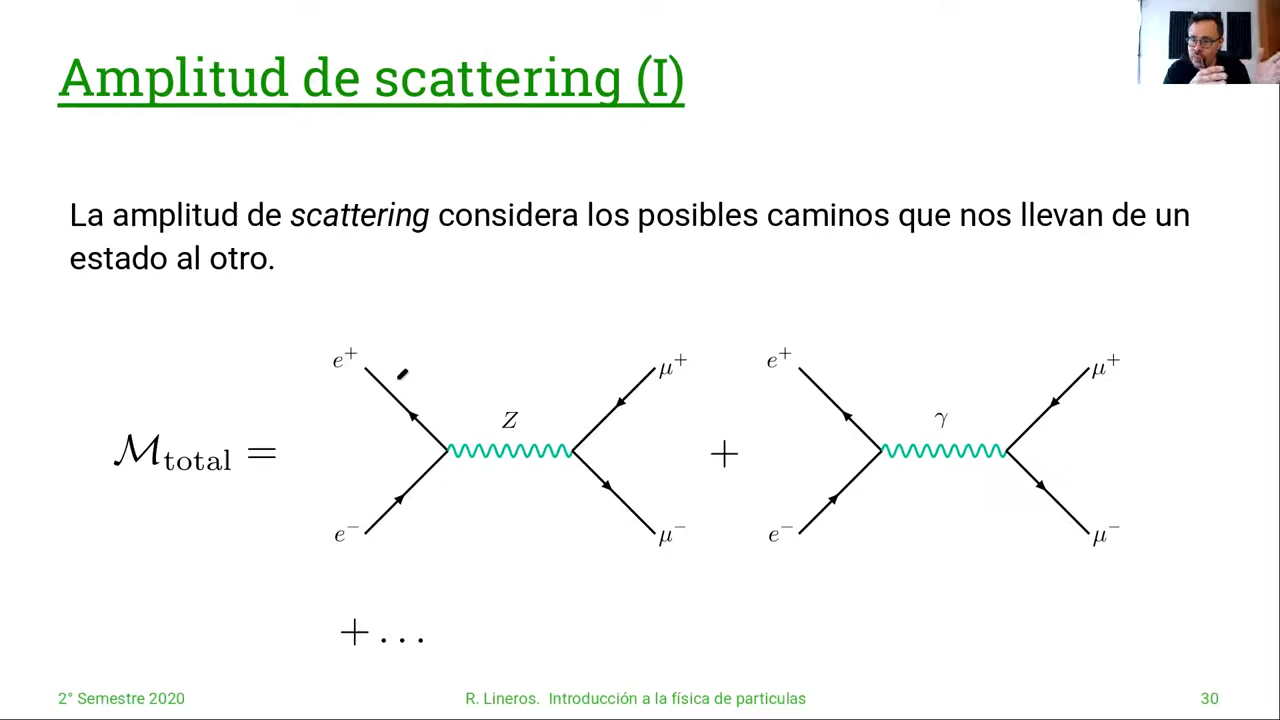 Amplitud de scattering (I)
La amplitud de scattering considera los posibles caminos que nos llevan de un
estado al otro.
e⁺ μ⁺ e⁺ μ⁺
Z γ
ℳtotal = +
e⁻ μ⁻ e⁻ μ⁻
+ ...
2° Semestre 2020 R. Lineros. Introducción a la física de particulas 30